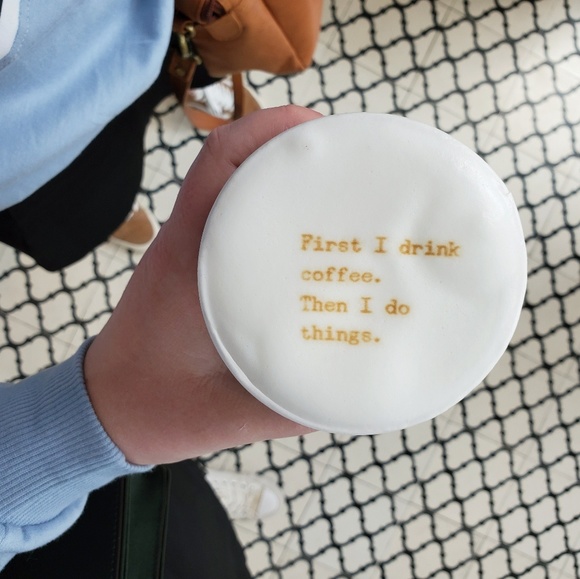 First I drink
coffee.
Then I do
things.